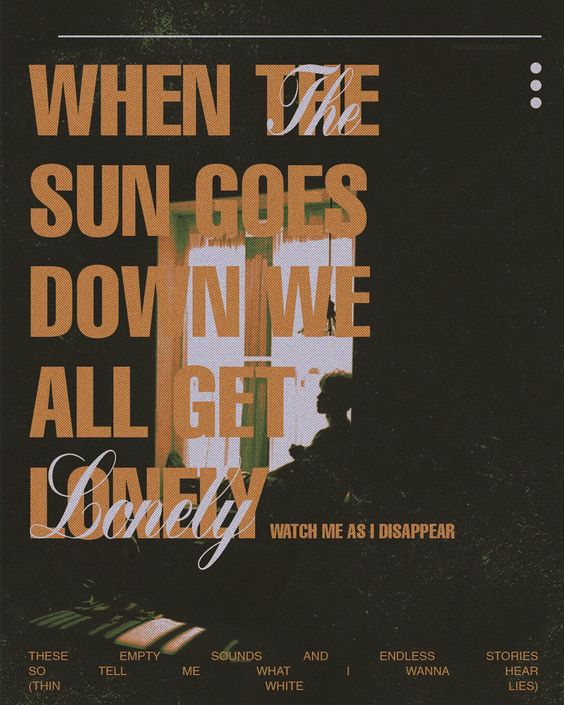 WHEN THE
The
SUN GOES
DOWN WE
ALL GET
LONELY
Lonely
WATCH ME AS I DISAPPEAR
THESE EMPTY SOUNDS AND ENDLESS STORIES
SO TELL ME WHAT I WANNA HEAR
(THIN WHITE LIES)